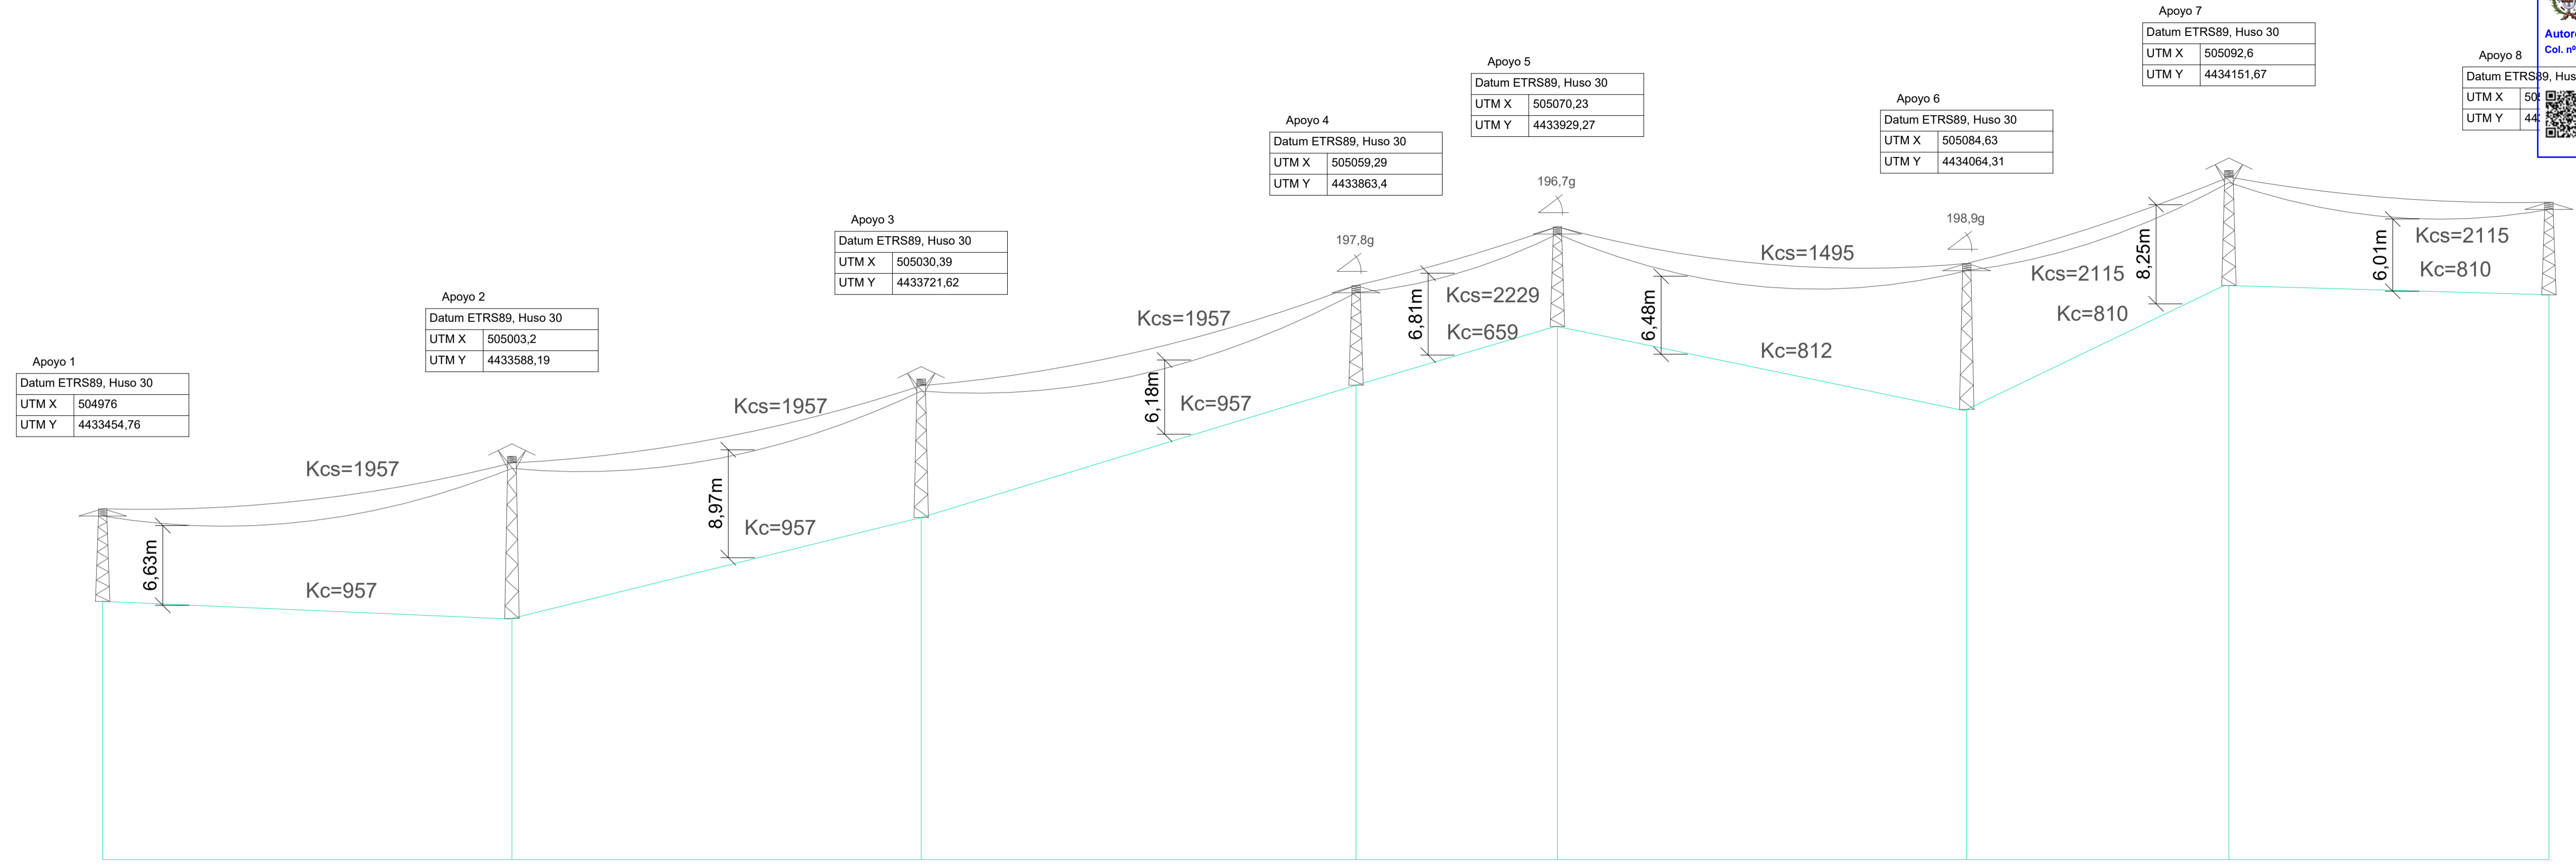 Apoyo 1
Datum ETRS89, Huso 30
UTM X 504976
UTM Y 4433454,76
Apoyo 2
Datum ETRS89, Huso 30
UTM X 505003,2
UTM Y 4433588,19
Apoyo 3
Datum ETRS89, Huso 30
UTM X 505030,39
UTM Y 4433721,62
Apoyo 4
Datum ETRS89, Huso 30
UTM X 505059,29
UTM Y 4433863,4
Apoyo 5
Datum ETRS89, Huso 30
UTM X 505070,23
UTM Y 4433929,27
Apoyo 6
Datum ETRS89, Huso 30
UTM X 505084,63
UTM Y 4434064,31
Apoyo 7
Datum ETRS89, Huso 30
UTM X 505092,6
UTM Y 4434151,67
Apoyo 8
Datum ETRS89,
UTM X
UTM Y
Col. nº
197,8g
196,7g
198,9g
Kcs=1957
6,63m
Kc=957
Kcs=1957
8,97m
Kc=957
Kcs=1957
6,18m
Kc=957
6,81m
Kcs=2229
Kc=659
Kcs=1495
6,48m
Kc=812
Kcs=2115
8,25m
Kc=810
6,01m
Kcs=2115
Kc=810